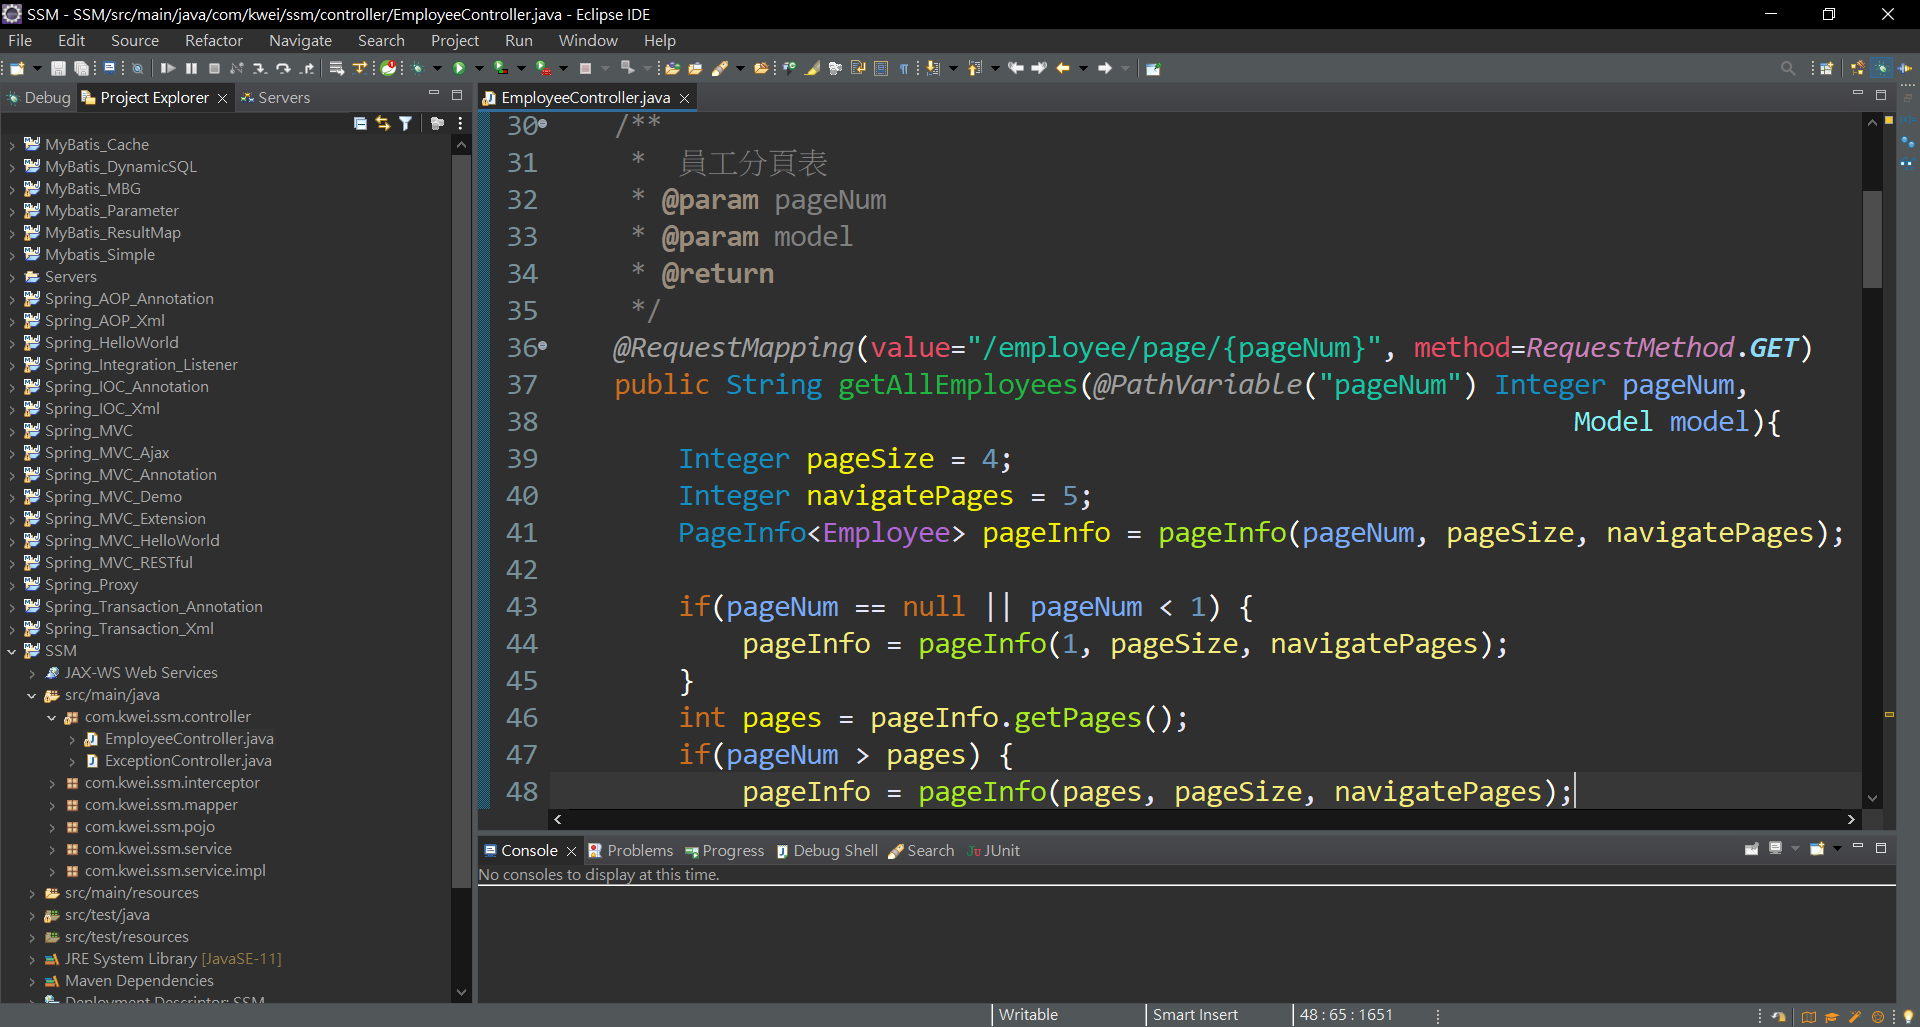 SSM - SSM/src/main/java/com/kwei/ssm/controller/EmployeeController.java - Eclipse IDE
File Edit Source Refactor Navigate Search Project Run Window Help
Debug Project Explorer Servers
MyBatis_Cache
MyBatis_DynamicSQL
MyBatis_MBG
Mybatis_Parameter
MyBatis_ResultMap
Mybatis_Simple
Servers
Spring_AOP_Annotation
Spring_AOP_Xml
Spring_HelloWorld
Spring_Integration_Listener
Spring_IOC_Annotation
Spring_IOC_Xml
Spring_MVC
Spring_MVC_Ajax
Spring_MVC_Annotation
Spring_MVC_Demo
Spring_MVC_Extension
Spring_MVC_HelloWorld
Spring_MVC_RESTful
Spring_Proxy
Spring_Transaction_Annotation
Spring_Transaction_Xml
SSM
JAX-WS Web Services
src/main/java
com.kwei.ssm.controller
EmployeeController.java
ExceptionController.java
com.kwei.ssm.interceptor
com.kwei.ssm.mapper
com.kwei.ssm.pojo
com.kwei.ssm.service
com.kwei.ssm.service.impl
src/main/resources
src/test/java
src/test/resources
JRE System Library [JavaSE-11]
Maven Dependencies
Deployment Descriptor: SSM
EmployeeController.java
30 /**
31 * 員工分頁表
32 * @param pageNum
33 * @param model
34 * @return
35 */
36 @RequestMapping(value="/employee/page/{pageNum}", method=RequestMethod.GET)
37 public String getAllEmployees(@PathVariable("pageNum") Integer pageNum,
38 Model model){
39 Integer pageSize = 4;
40 Integer navigatePages = 5;
41 PageInfo<Employee> pageInfo = pageInfo(pageNum, pageSize, navigatePages);
42
43 if(pageNum == null || pageNum < 1) {
44 pageInfo = pageInfo(1, pageSize, navigatePages);
45 }
46 int pages = pageInfo.getPages();
47 if(pageNum > pages) {
48 pageInfo = pageInfo(pages, pageSize, navigatePages);
Console Problems Progress Debug Shell Search JUnit
No consoles to display at this time.
Writable Smart Insert 48 : 65 : 1651